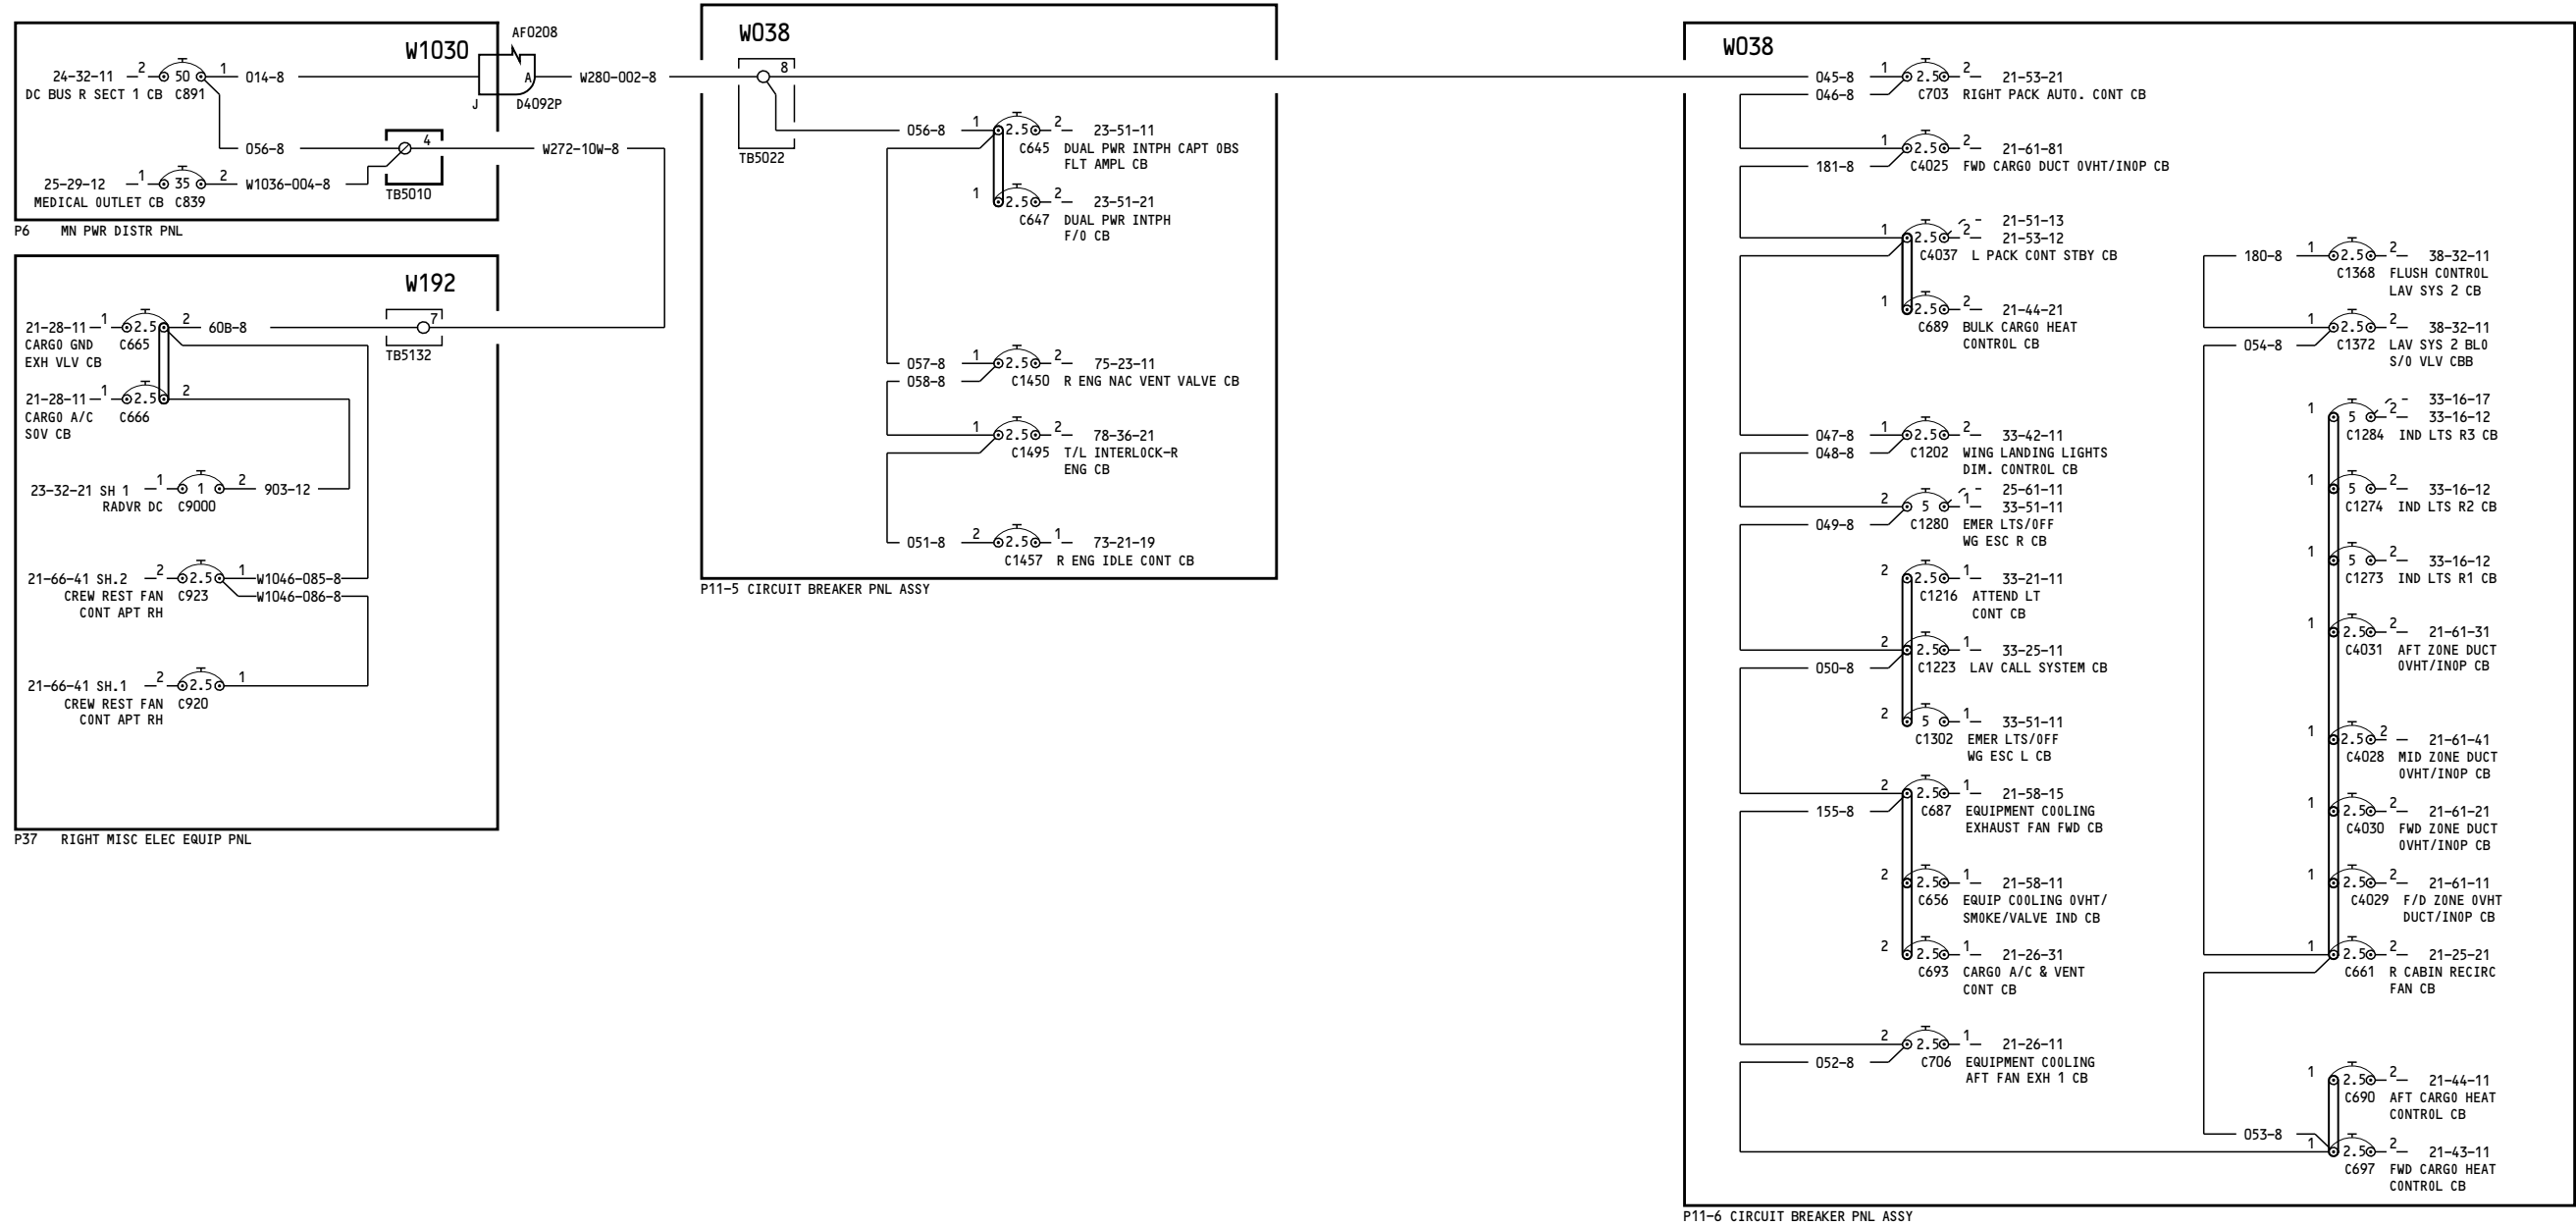 W1030
24-32-11 2 50 1 014-8
DC BUS R SECT 1 CB C891
AF0208
A
J D4092P
W280-002-8
056-8
4
W272-10W-8
25-29-12 1 35 2 W1036-004-8
MEDICAL OUTLET CB C839
TB5010
P6 MN PWR DISTR PNL
W192
21-28-11 1 2.5 2 60B-8
CARGO GND C665
EXH VLV CB
7
TB5132
21-28-11 1 2.5 2
CARGO A/C C666
SOV CB
23-32-21 SH 1 1 1 2 903-12
RADVR DC C9000
21-66-41 SH.2 2 2.5 1 W1046-085-8
CREW REST FAN C923 W1046-086-8
CONT APT RH
21-66-41 SH.1 2 2.5 1
CREW REST FAN C920
CONT APT RH
P37 RIGHT MISC ELEC EQUIP PNL
W038
8
TB5022
056-8 1 2.5 2 23-51-11
C645 DUAL PWR INTPH CAPT OBS
FLT AMPL CB
1 2.5 2 23-51-21
C647 DUAL PWR INTPH
F/O CB
057-8 1 2.5 2 75-23-11
058-8 C1450 R ENG NAC VENT VALVE CB
1 2.5 2 78-36-21
C1495 T/L INTERLOCK-R
ENG CB
051-8 2 2.5 1 73-21-19
C1457 R ENG IDLE CONT CB
P11-5 CIRCUIT BREAKER PNL ASSY
W038
045-8 1 2.5 2 21-53-21
046-8 C703 RIGHT PACK AUTO. CONT CB
1 2.5 2 21-61-81
181-8 C4025 FWD CARGO DUCT OVHT/INOP CB
21-51-13
1 2.5 2 21-53-12
C4037 L PACK CONT STBY CB
1 2.5 2 21-44-21
C689 BULK CARGO HEAT
CONTROL CB
047-8 1 2.5 2 33-42-11
048-8 C1202 WING LANDING LIGHTS
DIM. CONTROL CB
25-61-11
2 5 1 33-51-11
049-8 C1280 EMER LTS/OFF
WG ESC R CB
2 2.5 1 33-21-11
C1216 ATTEND LT
CONT CB
2 2.5 1 33-25-11
050-8 C1223 LAV CALL SYSTEM CB
2 5 1 33-51-11
C1302 EMER LTS/OFF
WG ESC L CB
2 2.5 1 21-58-15
155-8 C687 EQUIPMENT COOLING
EXHAUST FAN FWD CB
2 2.5 1 21-58-11
C656 EQUIP COOLING OVHT/
SMOKE/VALVE IND CB
2 2.5 1 21-26-31
C693 CARGO A/C & VENT
CONT CB
2 2.5 1 21-26-11
052-8 C706 EQUIPMENT COOLING
AFT FAN EXH 1 CB
180-8 1 2.5 2 38-32-11
C1368 FLUSH CONTROL
LAV SYS 2 CB
1 2.5 2 38-32-11
054-8 C1372 LAV SYS 2 BLO
S/O VLV CBB
33-16-17
1 5 2 33-16-12
C1284 IND LTS R3 CB
1 5 2 33-16-12
C1274 IND LTS R2 CB
1 5 2 33-16-12
C1273 IND LTS R1 CB
1 2.5 2 21-61-31
C4031 AFT ZONE DUCT
OVHT/INOP CB
1 2.5 2 21-61-41
C4028 MID ZONE DUCT
OVHT/INOP CB
1 2.5 2 21-61-21
C4030 FWD ZONE DUCT
OVHT/INOP CB
1 2.5 2 21-61-11
C4029 F/D ZONE OVHT
DUCT/INOP CB
1 2.5 2 21-25-21
C661 R CABIN RECIRC
FAN CB
1 2.5 2 21-44-11
C690 AFT CARGO HEAT
CONTROL CB
053-8
1 2.5 2 21-43-11
C697 FWD CARGO HEAT
CONTROL CB
P11-6 CIRCUIT BREAKER PNL ASSY